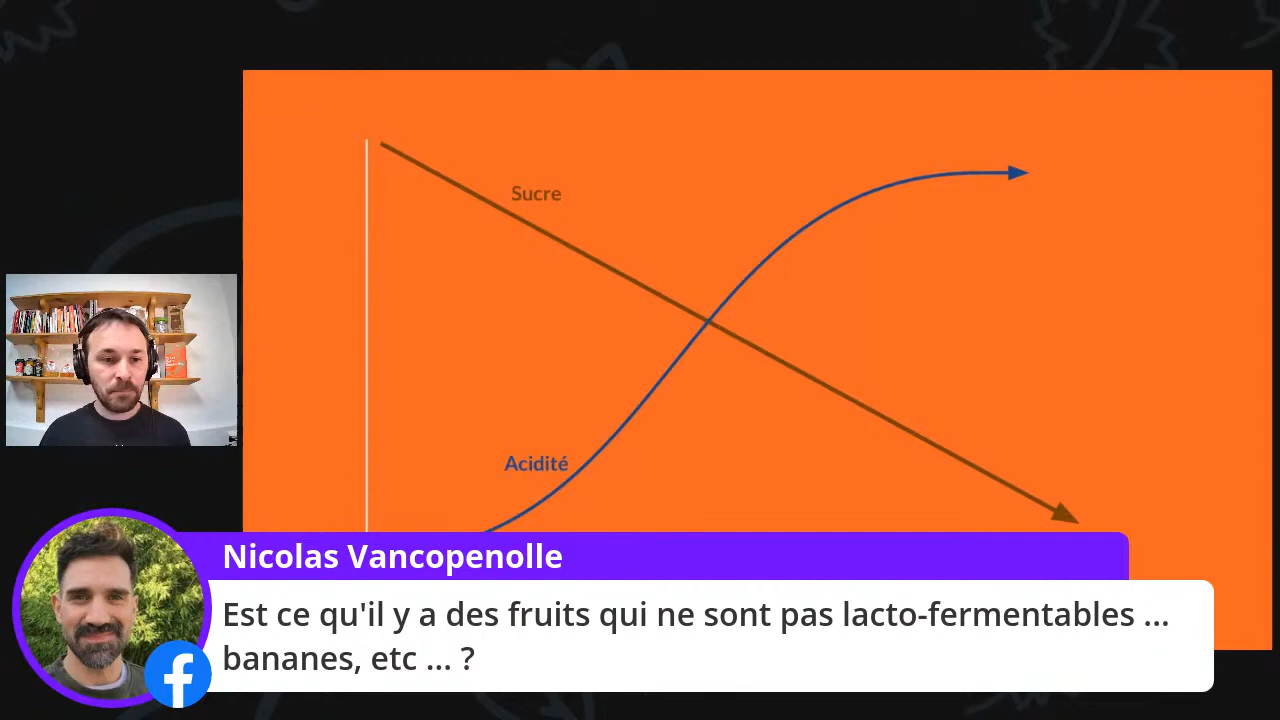 Sucre
Acidité
Nicolas Vancopenolle
Est ce qu'il y a des fruits qui ne sont pas lacto-fermentables ...
bananes, etc ... ?